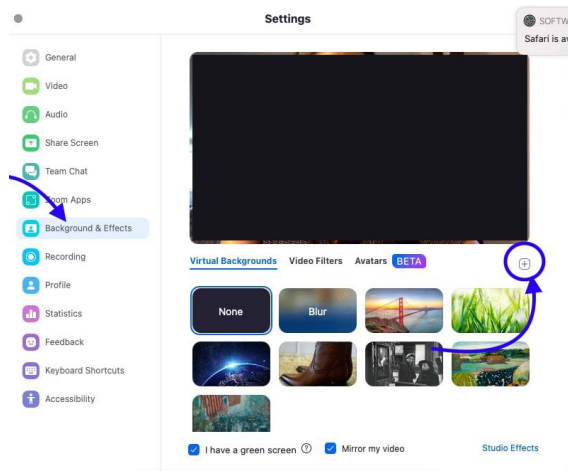 Settings
SOFTW
Safari is av
General
Video
Audio
Share Screen
Team Chat
Zoom Apps
Background & Effects
Recording
Profile
Statistics
Feedback
Keyboard Shortcuts
Accessibility
Virtual Backgrounds Video Filters Avatars BETA
None Blur
I have a green screen ? Mirror my video Studio Effects